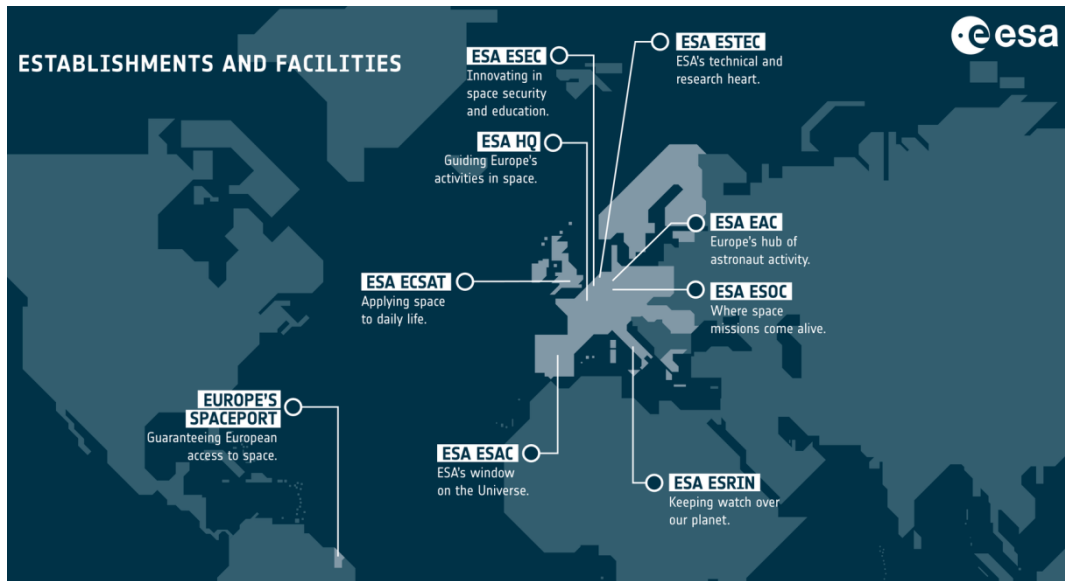 ESTABLISHMENTS AND FACILITIES
esa
ESA ESEC
Innovating in
space security
and education.
ESA ESTEC
ESA's technical and
research heart.
ESA HQ
Guiding Europe's
activities in space.
ESA EAC
Europe's hub of
astronaut activity.
ESA ECSAT
Applying space
to daily life.
ESA ESOC
Where space
missions come alive.
EUROPE'S
SPACEPORT
Guaranteeing European
access to space.
ESA ESAC
ESA's window
on the Universe.
ESA ESRIN
Keeping watch over
our planet.